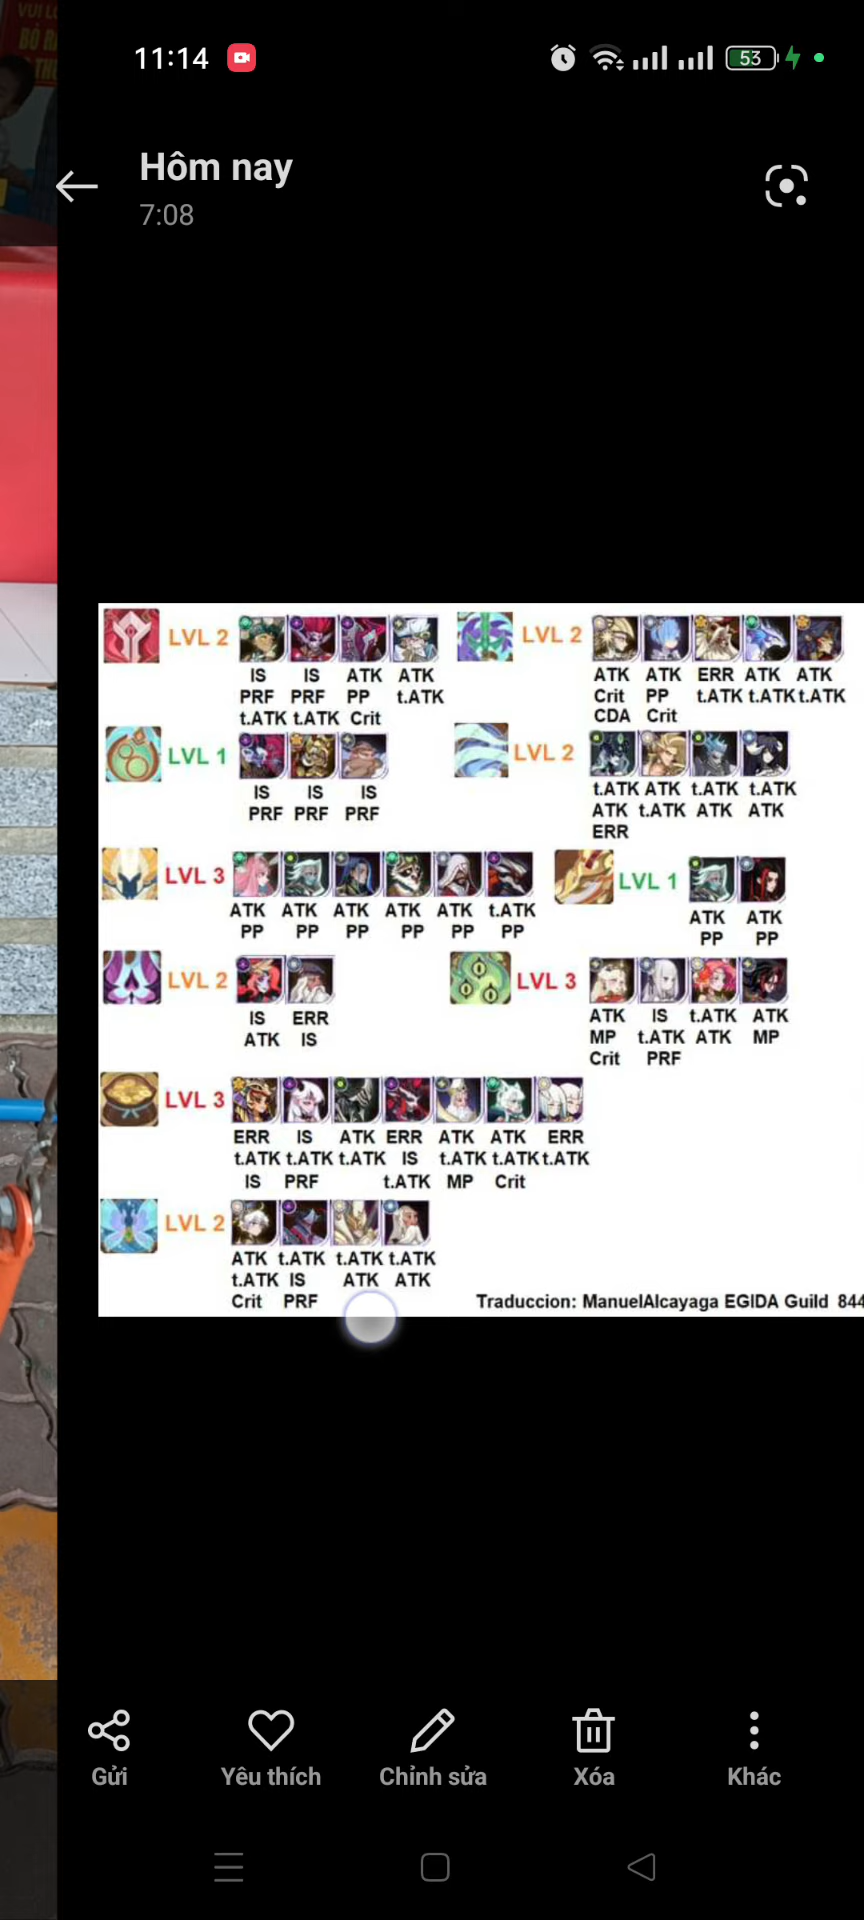 VUI L
BỎ R
11:14
53
Hôm nay
7:08
LVL 2
IS IS ATK ATK
PRF PRF PP t.ATK
t.ATK t.ATK Crit
LVL 2
ATK ATK ERR ATK ATK
Crit PP t.ATK t.ATK t.ATK
CDA Crit
LVL 1
IS IS IS
PRF PRF PRF
LVL 2
t.ATK ATK t.ATK t.ATK
ATK t.ATK ATK ATK
ERR
LVL 3
ATK ATK ATK ATK ATK t.ATK
PP PP PP PP PP PP
LVL 1
ATK ATK
PP PP
LVL 2
IS ERR
ATK IS
LVL 3
ATK IS t.ATK ATK
MP t.ATK ATK MP
Crit PRF
LVL 3
ERR IS ATK ERR ATK ATK ERR
t.ATK t.ATK t.ATK IS t.ATK t.ATK t.ATK
IS PRF t.ATK MP Crit
LVL 2
ATK t.ATK t.ATK t.ATK
t.ATK IS ATK ATK
Crit PRF
Traduccion: ManuelAlcayaga EGIDA Guild 844
Gửi
Yêu thích
Chỉnh sửa
Xóa
Khác